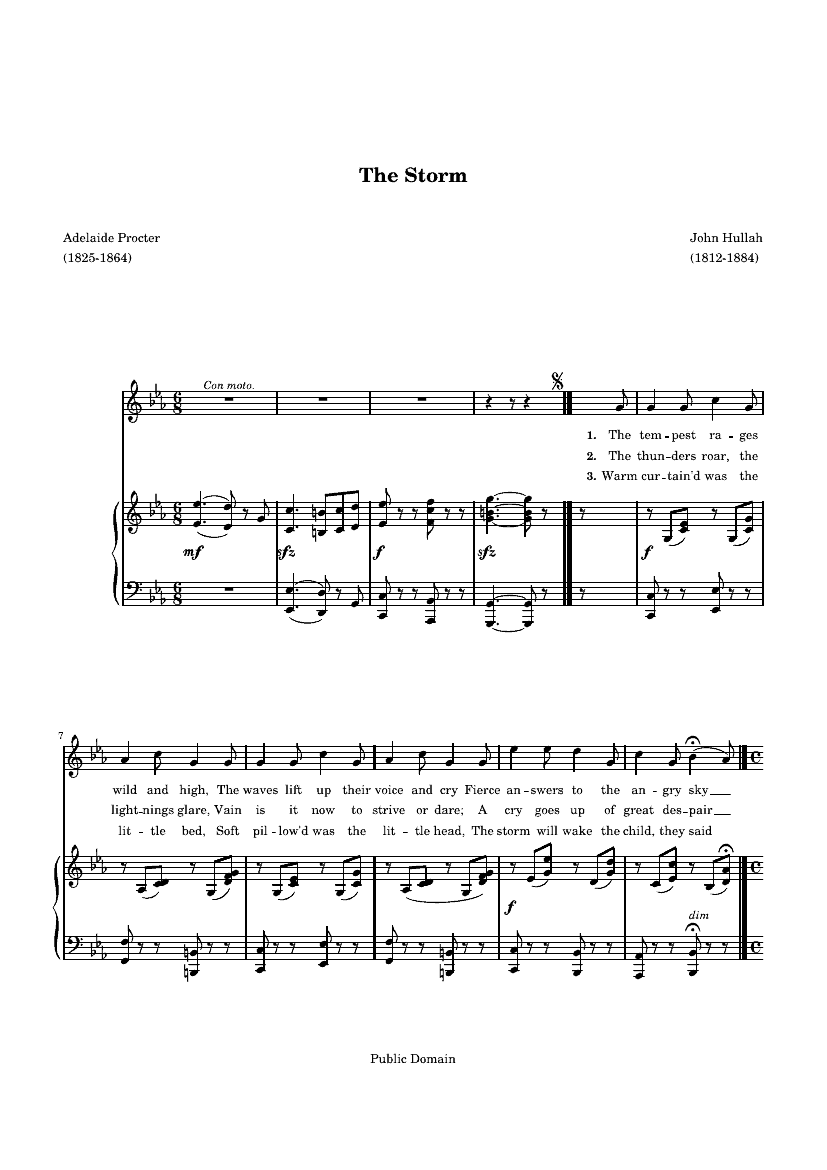 The Storm
Adelaide Procter
(1825-1864)
John Hullah
(1812-1884)
Con moto.
1. The tem-pest ra-ges
2. The thun-ders roar, the
3. Warm cur-tain'd was the
mf sfz f sfz f
7
wild and high, The waves lift up their voice and cry Fierce an-swers to the an-gry sky
light-nings glare, Vain is it now to strive or dare; A cry goes up of great des-pair
lit-tle bed, Soft pil-low'd was the lit-tle head, The storm will wake the child, they said
f
dim
Public Domain